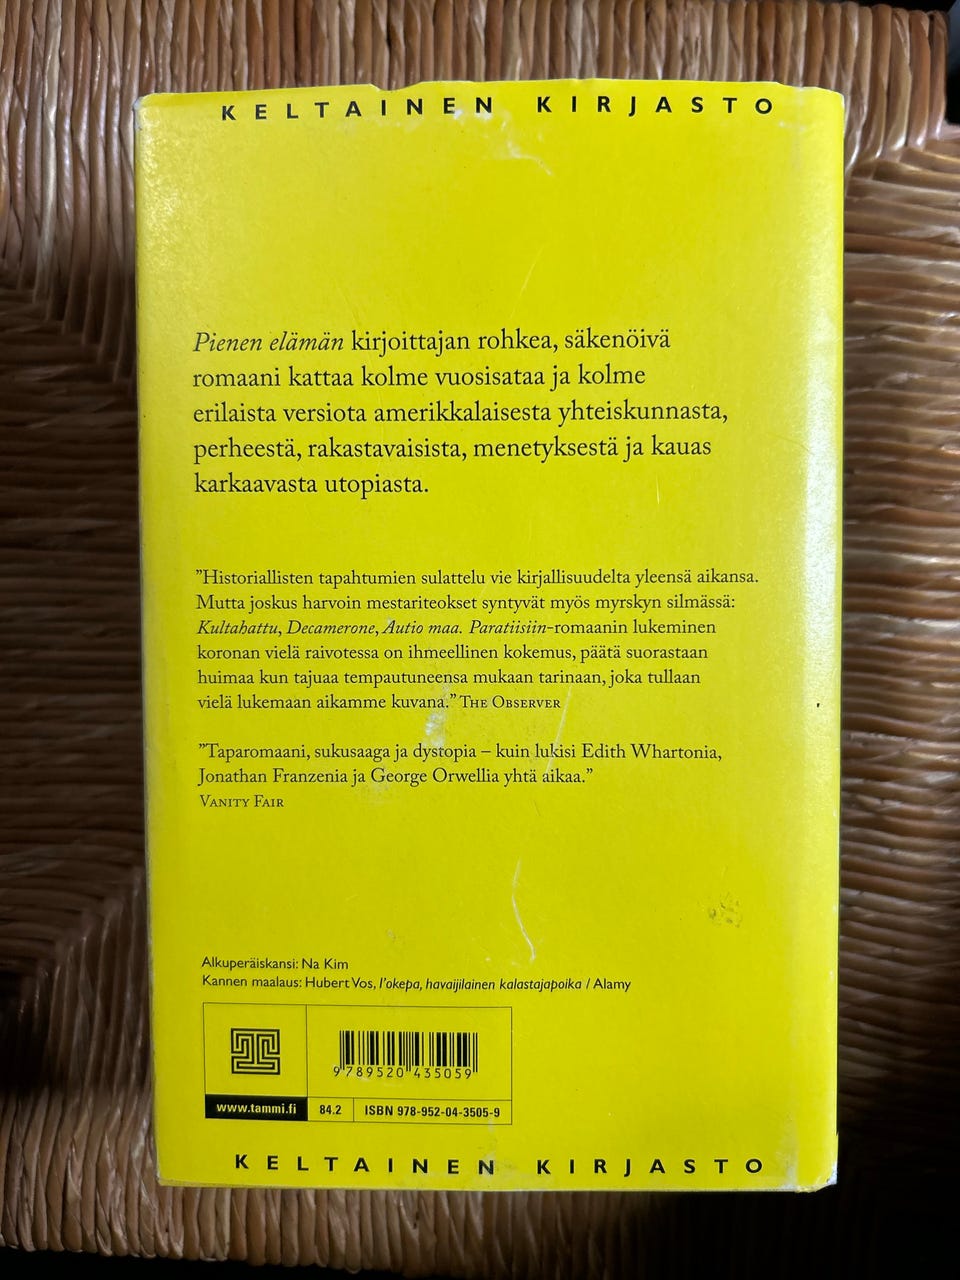 KELTAINEN KIRJASTO
Pienen elämän kirjoittajan rohkea, säkenöivä
romaani kattaa kolme vuosisataa ja kolme
erilaista versiota amerikkalaisesta yhteiskunnasta,
perheestä, rakastavaisista, menetyksestä ja kauas
karkaavasta utopiasta.
”Historiallisten tapahtumien sulattelu vie kirjallisuudelta yleensä aikansa.
Mutta joskus harvoin mestariteokset syntyvät myös myrskyn silmässä:
Kultahattu, Decamerone, Autio maa. Paratiisiin-romaanin lukeminen
koronan vielä raivotessa on ihmeellinen kokemus, päätä suorastaan
huimaa kun tajuaa tempautuneensa mukaan tarinaan, joka tullaan
vielä lukemaan aikamme kuvana.” THE OBSERVER
”Taparomaani, sukusaaga ja dystopia – kuin lukisi Edith Whartonia,
Jonathan Franzenia ja George Orwellia yhtä aikaa.”
VANITY FAIR
Alkuperäiskansi: Na Kim
Kannen maalaus: Hubert Vos, I’okepa, havaijilainen kalastajapoika / Alamy
9 789520 435059
www.tammi.fi 84.2 ISBN 978-952-04-3505-9
KELTAINEN KIRJASTO